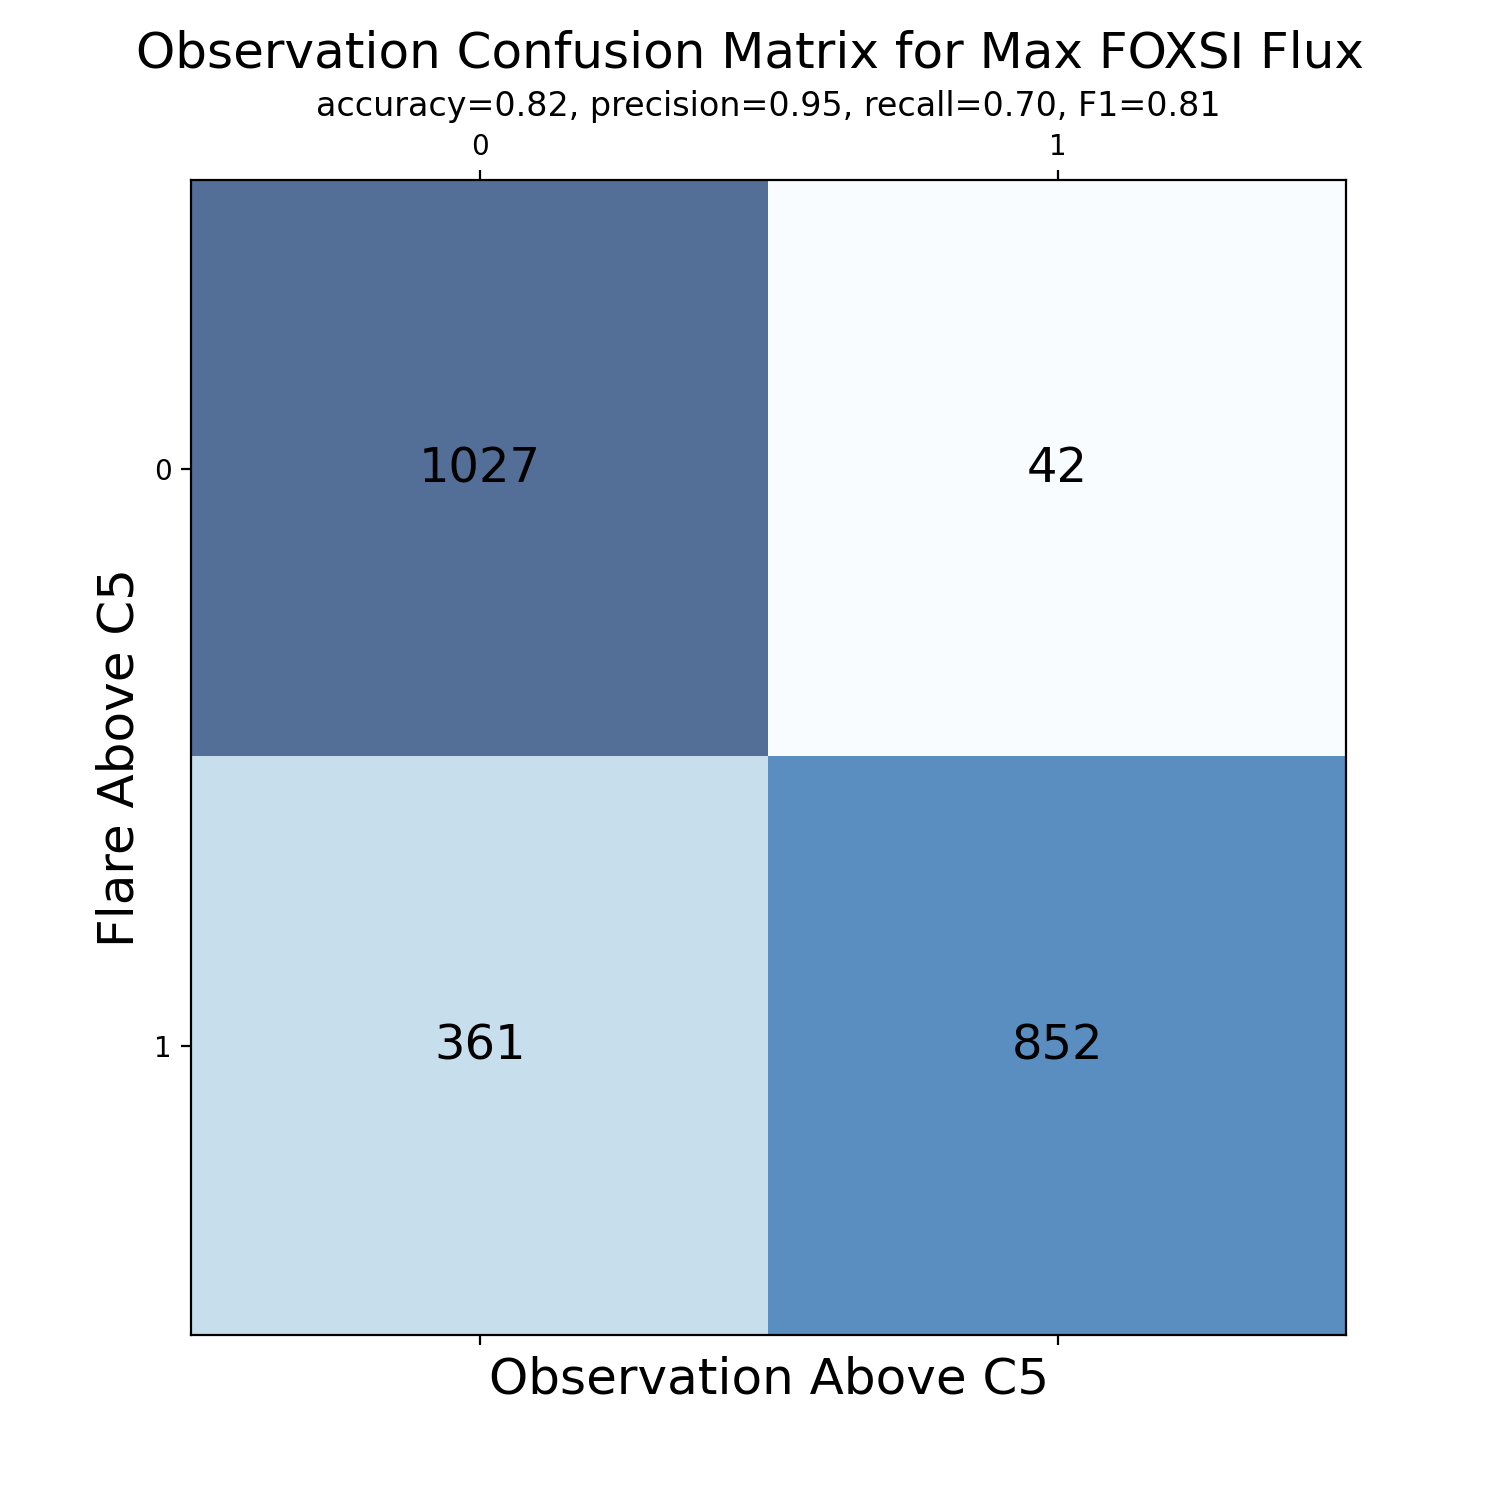 Observation Confusion Matrix for Max FOXSI Flux
accuracy=0.82, precision=0.95, recall=0.70, F1=0.81
0 1
0 1027 42
Flare Above C5
1 361 852
Observation Above C5